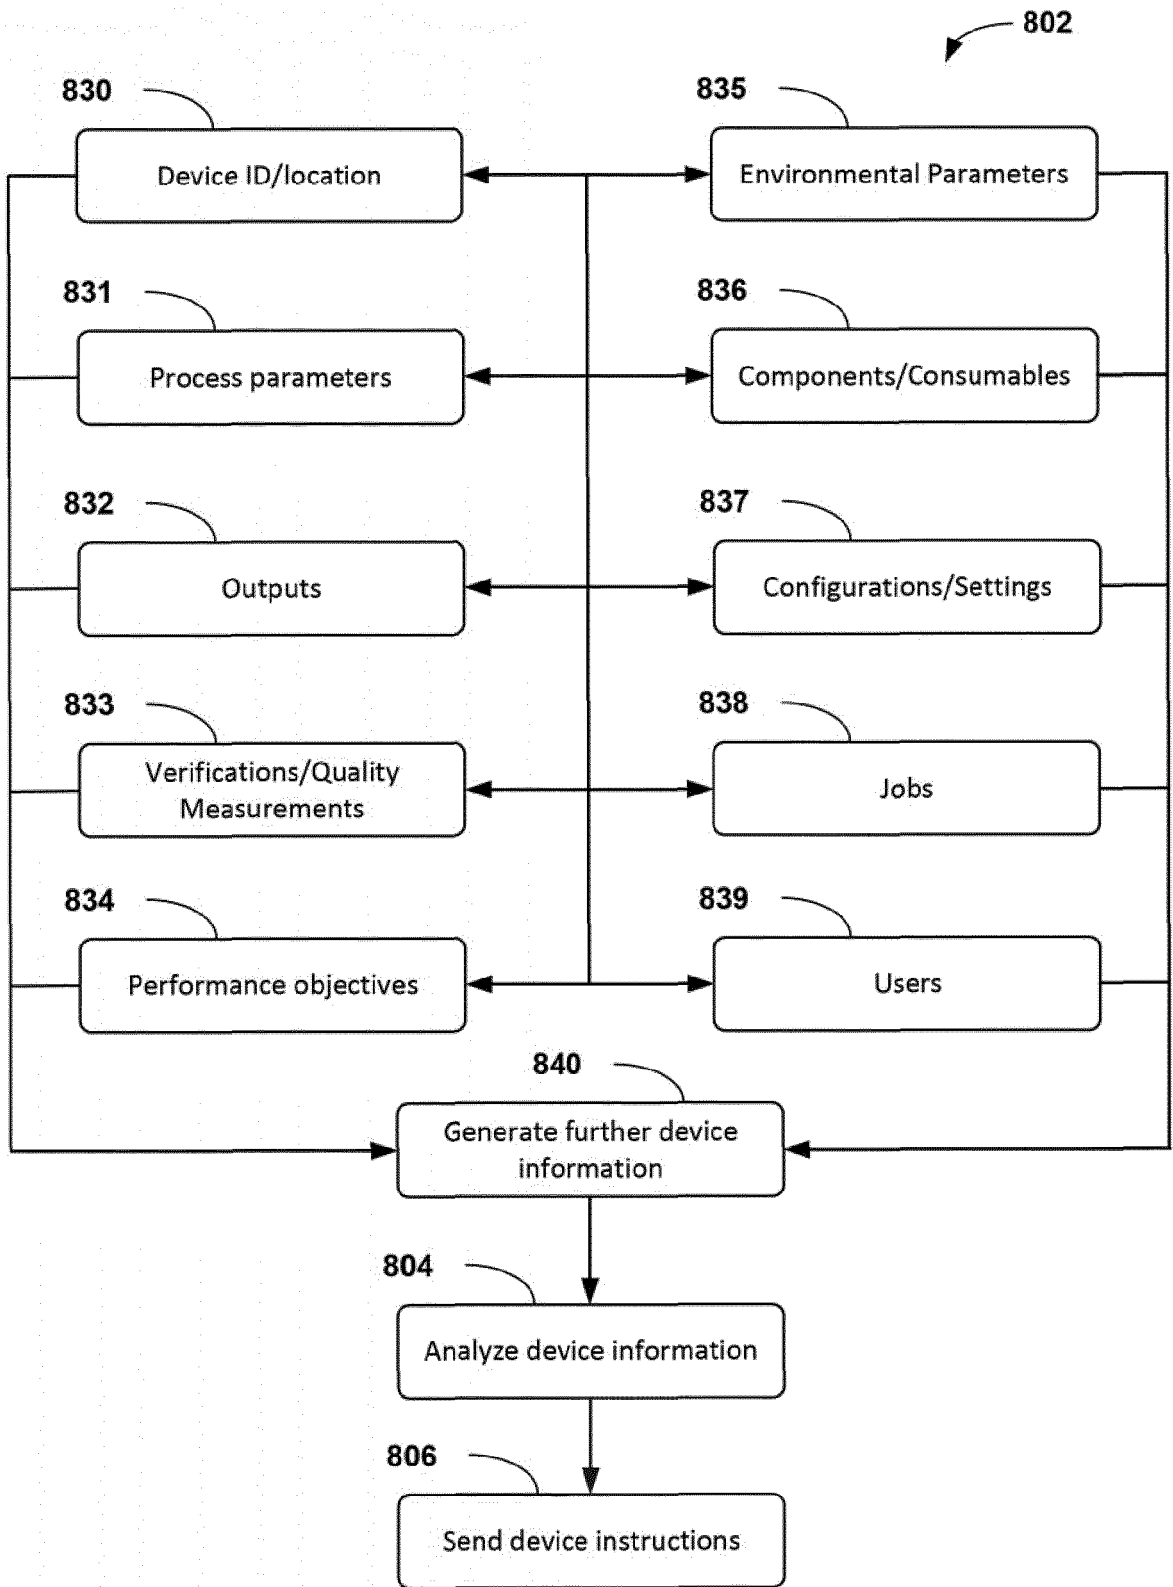 802
830
835
Device ID/location
Environmental Parameters
831
836
Process parameters
Components/Consumables
832
837
Outputs
Configurations/Settings
833
838
Verifications/Quality
Measurements
Jobs
834
839
Performance objectives
Users
840
Generate further device
information
804
Analyze device information
806
Send device instructions